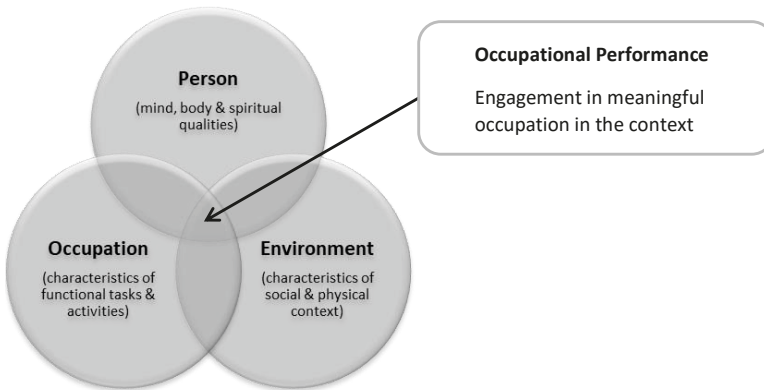 Person
(mind, body & spiritual
qualities)
Occupational Performance
Engagement in meaningful
occupation in the context
Occupation
(characteristics of
functional tasks &
activities)
Environment
(characteristics of
social & physical
context)